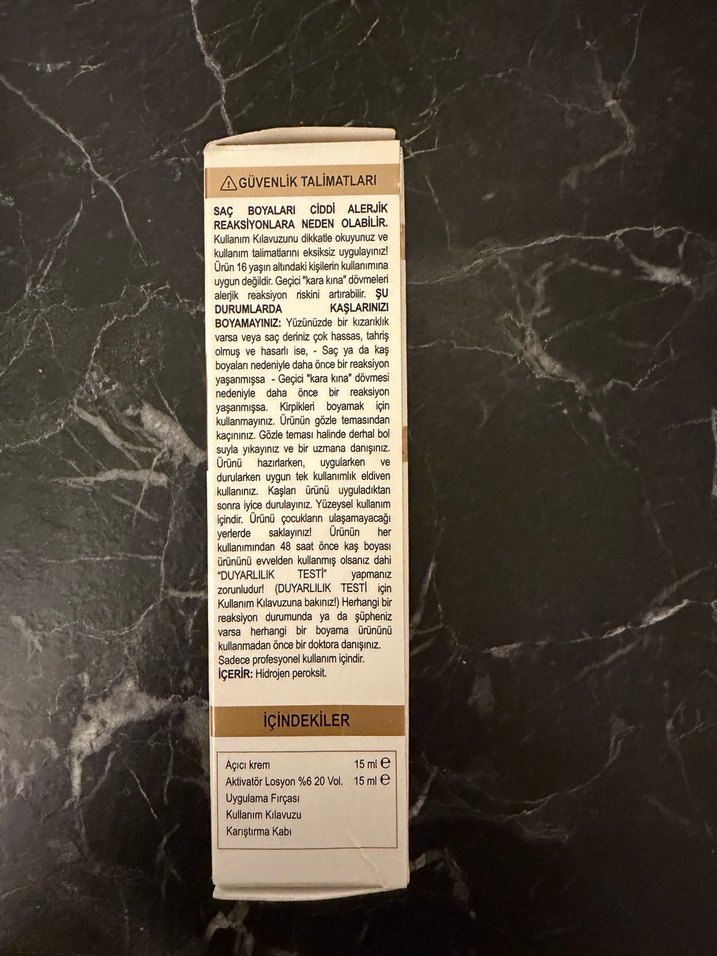 ⚠GÜVENLİK TALİMATLARI
SAÇ BOYALARI CİDDİ ALERJİK
REAKSİYONLARA NEDEN OLABİLİR.
Kullanım Kılavuzunu dikkatle okuyunuz ve
kullanım talimatlarını eksiksiz uygulayınız!
Ürün 16 yaşın altındaki kişilerin kullanımına
uygun değildir. Geçici "kara kına" dövmeleri
alerjik reaksiyon riskini artırabilir. ŞU
DURUMLARDA KAŞLARINIZI
BOYAMAYINIZ: Yüzünüzde bir kızarıklık
varsa veya saç deriniz çok hassas, tahriş
olmuş ve hasarlı ise, - Saç ya da kaş
boyaları nedeniyle daha önce bir reaksiyon
yaşanmışsa - Geçici "kara kına" dövmesi
nedeniyle daha önce bir reaksiyon
yaşanmışsa. Kirpikleri boyamak için
kullanmayınız. Ürünün gözle temasından
kaçınınız. Gözle teması halinde derhal bol
suyla yıkayınız ve bir uzmana danışınız.
Ürünü hazırlarken, uygularken ve
durularken uygun tek kullanımlık eldiven
kullanınız. Kaşları ürünü uyguladıktan
sonra iyice durulayınız. Yüzeysel kullanım
içindir. Ürünü çocukların ulaşamayacağı
yerlerde saklayınız! Ürünün her
kullanımından 48 saat önce kaş boyası
ürününü evvelden kullanmış olsanız dahi
"DUYARLILIK TESTİ" yapmanız
zorunludur! (DUYARLILIK TESTİ için
Kullanım Kılavuzuna bakınız!) Herhangi bir
reaksiyon durumunda ya da şüpheniz
varsa herhangi bir boyama ürününü
kullanmadan önce bir doktora danışınız.
Sadece profesyonel kullanım içindir.
İÇERİR: Hidrojen peroksit.
İÇİNDEKİLER
Açıcı krem 15 ml ℮
Aktivatör Losyon %6 20 Vol. 15 ml ℮
Uygulama Fırçası
Kullanım Kılavuzu
Karıştırma Kabı